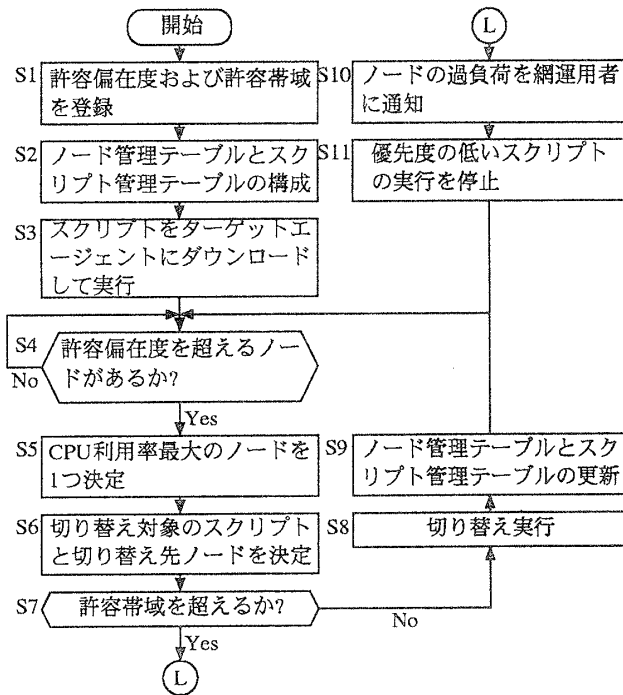 開始
S1
許容偏在度および許容帯域
を登録
S2
ノード管理テーブルとスク
リプト管理テーブルの構成
S3
スクリプトをターゲットエ
ージェントにダウンロード
して実行
S4
許容偏在度を超えるノー
ドがあるか?
No
Yes
S5
CPU利用率最大のノードを
1つ決定
S6
切り替え対象のスクリプト
と切り替え先ノードを決定
S7
許容帯域を超えるか?
No
Yes
L
L
S10
ノードの過負荷を網運用者
に通知
S11
優先度の低いスクリプト
の実行を停止
S9
ノード管理テーブルとスク
リプト管理テーブルの更新
S8
切り替え実行